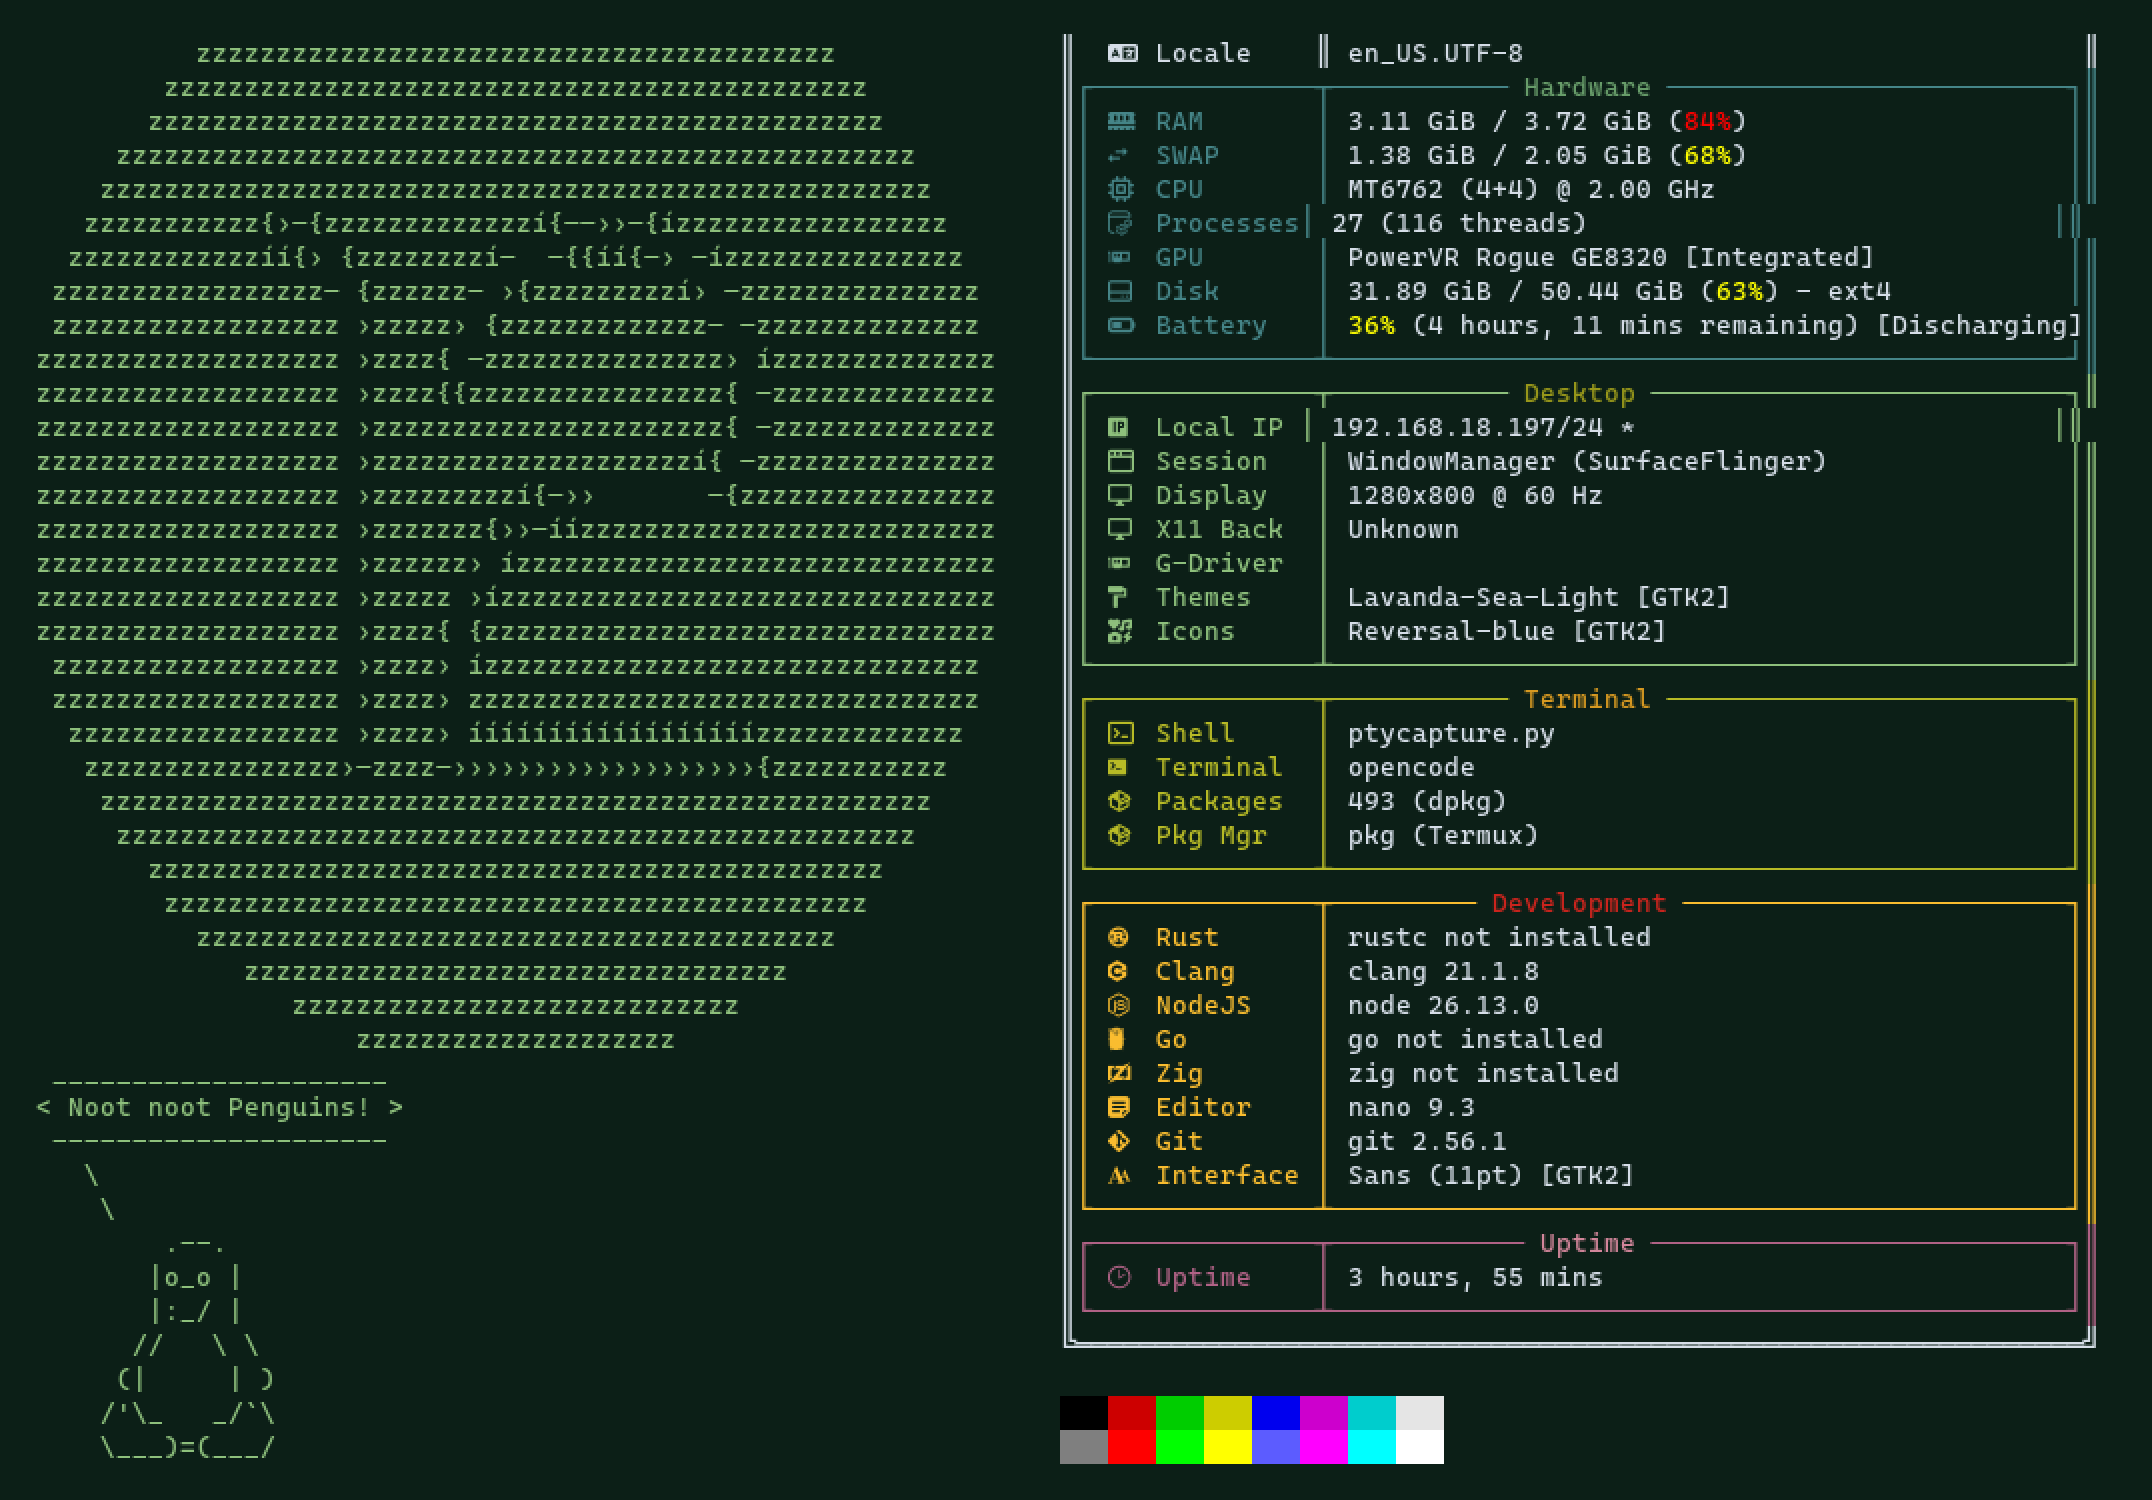 Locale en_US.UTF-8
Hardware
RAM 3.11 GiB / 3.72 GiB (84%)
SWAP 1.38 GiB / 2.05 GiB (68%)
CPU MT6762 (4+4) @ 2.00 GHz
Processes 27 (116 threads)
GPU PowerVR Rogue GE8320 [Integrated]
Disk 31.89 GiB / 50.44 GiB (63%) - ext4
Battery 36% (4 hours, 11 mins remaining) [Discharging]
Desktop
Local IP 192.168.18.197/24 *
Session WindowManager (SurfaceFlinger)
Display 1280x800 @ 60 Hz
X11 Back Unknown
G-Driver
Themes Lavanda-Sea-Light [GTK2]
Icons Reversal-blue [GTK2]
Terminal
Shell ptycapture.py
Terminal opencode
Packages 493 (dpkg)
Pkg Mgr pkg (Termux)
Development
Rust rustc not installed
Clang clang 21.1.8
NodeJS node 26.13.0
Go go not installed
Zig zig not installed
Editor nano 9.3
Git git 2.56.1
Interface Sans (11pt) [GTK2]
Uptime
Uptime 3 hours, 55 mins
< Noot noot Penguins! >